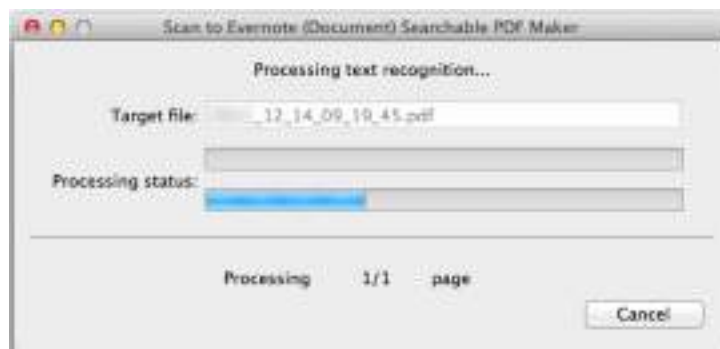 Scan to Evernote (Document) Searchable PDF Maker
Processing text recognition...
Target file: _12_14_09_19_45.pdf
Processing status:
Processing 1/1 page
Cancel